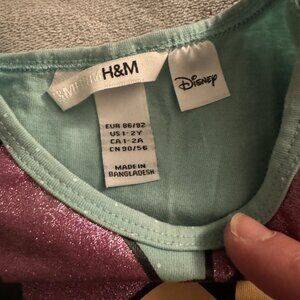 H&M
Disney
EUR 86/92
US 1-2Y
CA 1-2A
CN 90/56
MADE IN
BANGLADESH